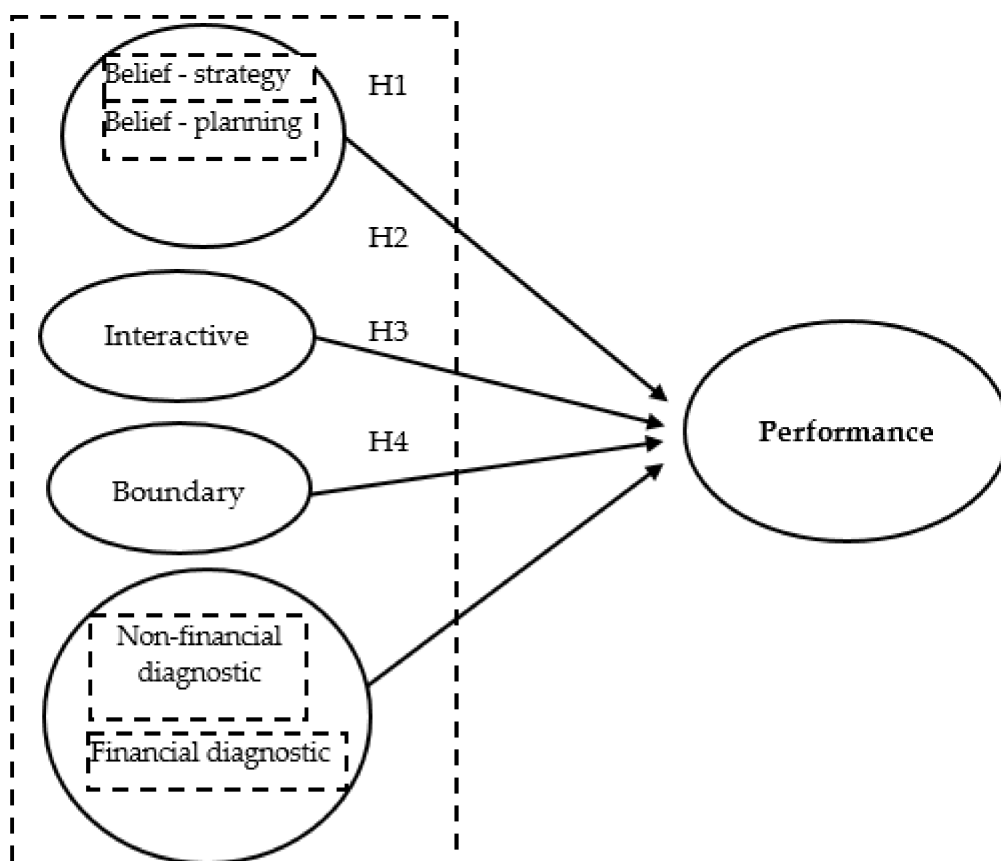 Belief - strategy
H1
Belief - planning
H2
Interactive
H3
Performance
H4
Boundary
Non-financial
diagnostic
Financial diagnostic